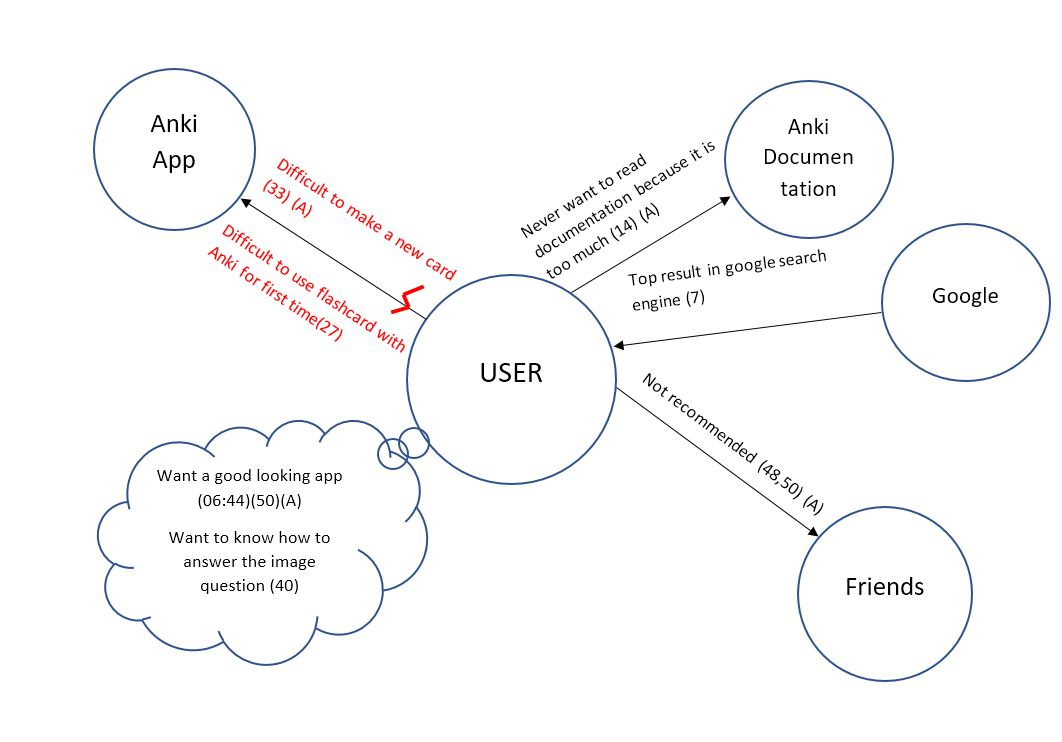 Anki
App
Difficult to make a new card
(33) (A)
Difficult to use flashcard with
Anki for first time(27)
Never want to read
documentation because it is
too much (14) (A)
Anki
Documen
tation
Top result in google search
engine (7)
Google
USER
Not recommended (48,50) (A)
Friends
Want a good looking app
(06:44)(50)(A)
Want to know how to
answer the image
question (40)